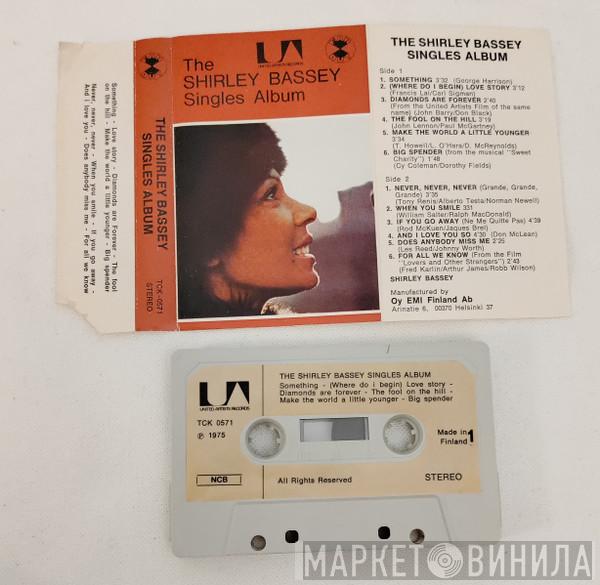 Something - Love story - Diamonds are Forever - The fool
on the hill - Make the world a little younger - Big spender
Never, never, never - When you smile - If you go away -
And I love you - Does anybody miss me - For all we know
THE SHIRLEY BASSEY
SINGLES ALBUM
TCK-0571
STEREO
UA
UNITED ARTISTS RECORDS
The
SHIRLEY BASSEY
Singles Album
THE SHIRLEY BASSEY
SINGLES ALBUM
Side 1
1. SOMETHING 3'32 (George Harrison)
2. (WHERE DO I BEGIN) LOVE STORY 3'12
(Francis Lai/Carl Sigman)
3. DIAMONDS ARE FOREVER 2'40
(From the United Artists Film of the same
name) (John Barry/Don Black)
4. THE FOOL ON THE HILL 3'19
(John Lennon/Paul McCartney)
5. MAKE THE WORLD A LITTLE YOUNGER
3'34
(T. Howell/L. O'Hara/D. McReynolds)
6. BIG SPENDER (from the musical "Sweet
Charity") 1'48
(Cy Coleman/Dorothy Fields)
Side 2
1. NEVER, NEVER, NEVER (Grande, Grande,
Grande) 3'35
(Tony Renis/Alberto Testa/Norman Newell)
2. WHEN YOU SMILE 331
(William Salter/Ralph MacDonald)
3. IF YOU GO AWAY (Ne Me Quitte Pas) 4'39
(Rod McKuen/Jaques Brel)
4. AND I LOVE YOU SO 4'30 (Don McLean)
5. DOES ANYBODY MISS ME 2'25
(Les Reed/Johnny Worth)
6. FOR ALL WE KNOW (From the Film
"Lovers and Other Strangers") 2'43
(Fred Karlin/Arthur James/Robb Wilson)
SHIRLEY BASSEY
Manufactured by
Oy EMI Finland Ab
Arinatie 6, 00370 Helsinki 37
UA
UNITED ARTISTS RECORDS
TCK 0571
℗ 1975
NCB
THE SHIRLEY BASSEY SINGLES ALBUM
Something - (Where do i begin) Love story -
Diamonds are forever - The fool on the hill -
Make the world a little younger - Big spender
Made in
Finland
1
All Rights Reserved
STEREO
МАРКЕТ ВИНИЛА